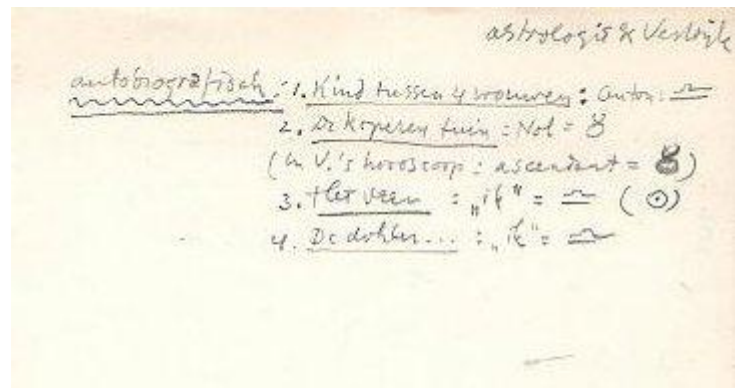 astrologie & Vestdijk
autobiografisch: 1. Kind tussen 4 vrouwen: Anton: ♎
2. De koperen tuin: Nol = ♉
(in V.'s horoscoop: ascendant = ♉)
3. Het veer : „ik" = ♎ (☉)
4. De dokter... : „ik": ♎